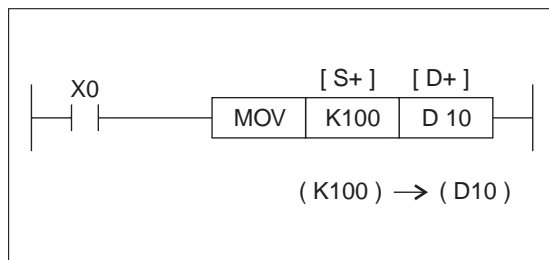 [ S+ ] [ D+ ]
X0
MOV K100 D 10
( K100 ) → ( D10 )